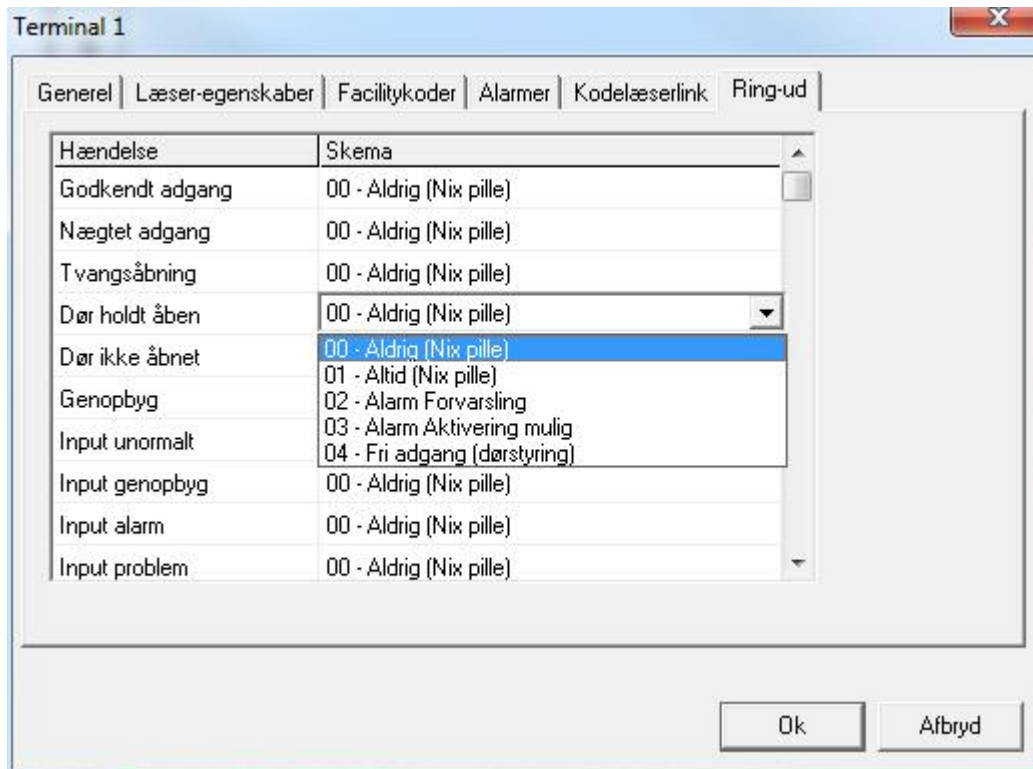 Terminal 1
Generel Læser-egenskaber Facilitykoder Alarmer Kodelæserlink Ring-ud
Hændelse Skema
Godkendt adgang 00 - Aldrig (Nix pille)
Nægtet adgang 00 - Aldrig (Nix pille)
Tvangsåbning 00 - Aldrig (Nix pille)
Dør holdt åben 00 - Aldrig (Nix pille)
Dør ikke åbnet 00 - Aldrig (Nix pille)
01 - Altid (Nix pille)
Genopbyg 02 - Alarm Forvarsling
03 - Alarm Aktivering mulig
Input unormalt 04 - Fri adgang (dørstyring)
Input genopbyg 00 - Aldrig (Nix pille)
Input alarm 00 - Aldrig (Nix pille)
Input problem 00 - Aldrig (Nix pille)
Ok Afbryd